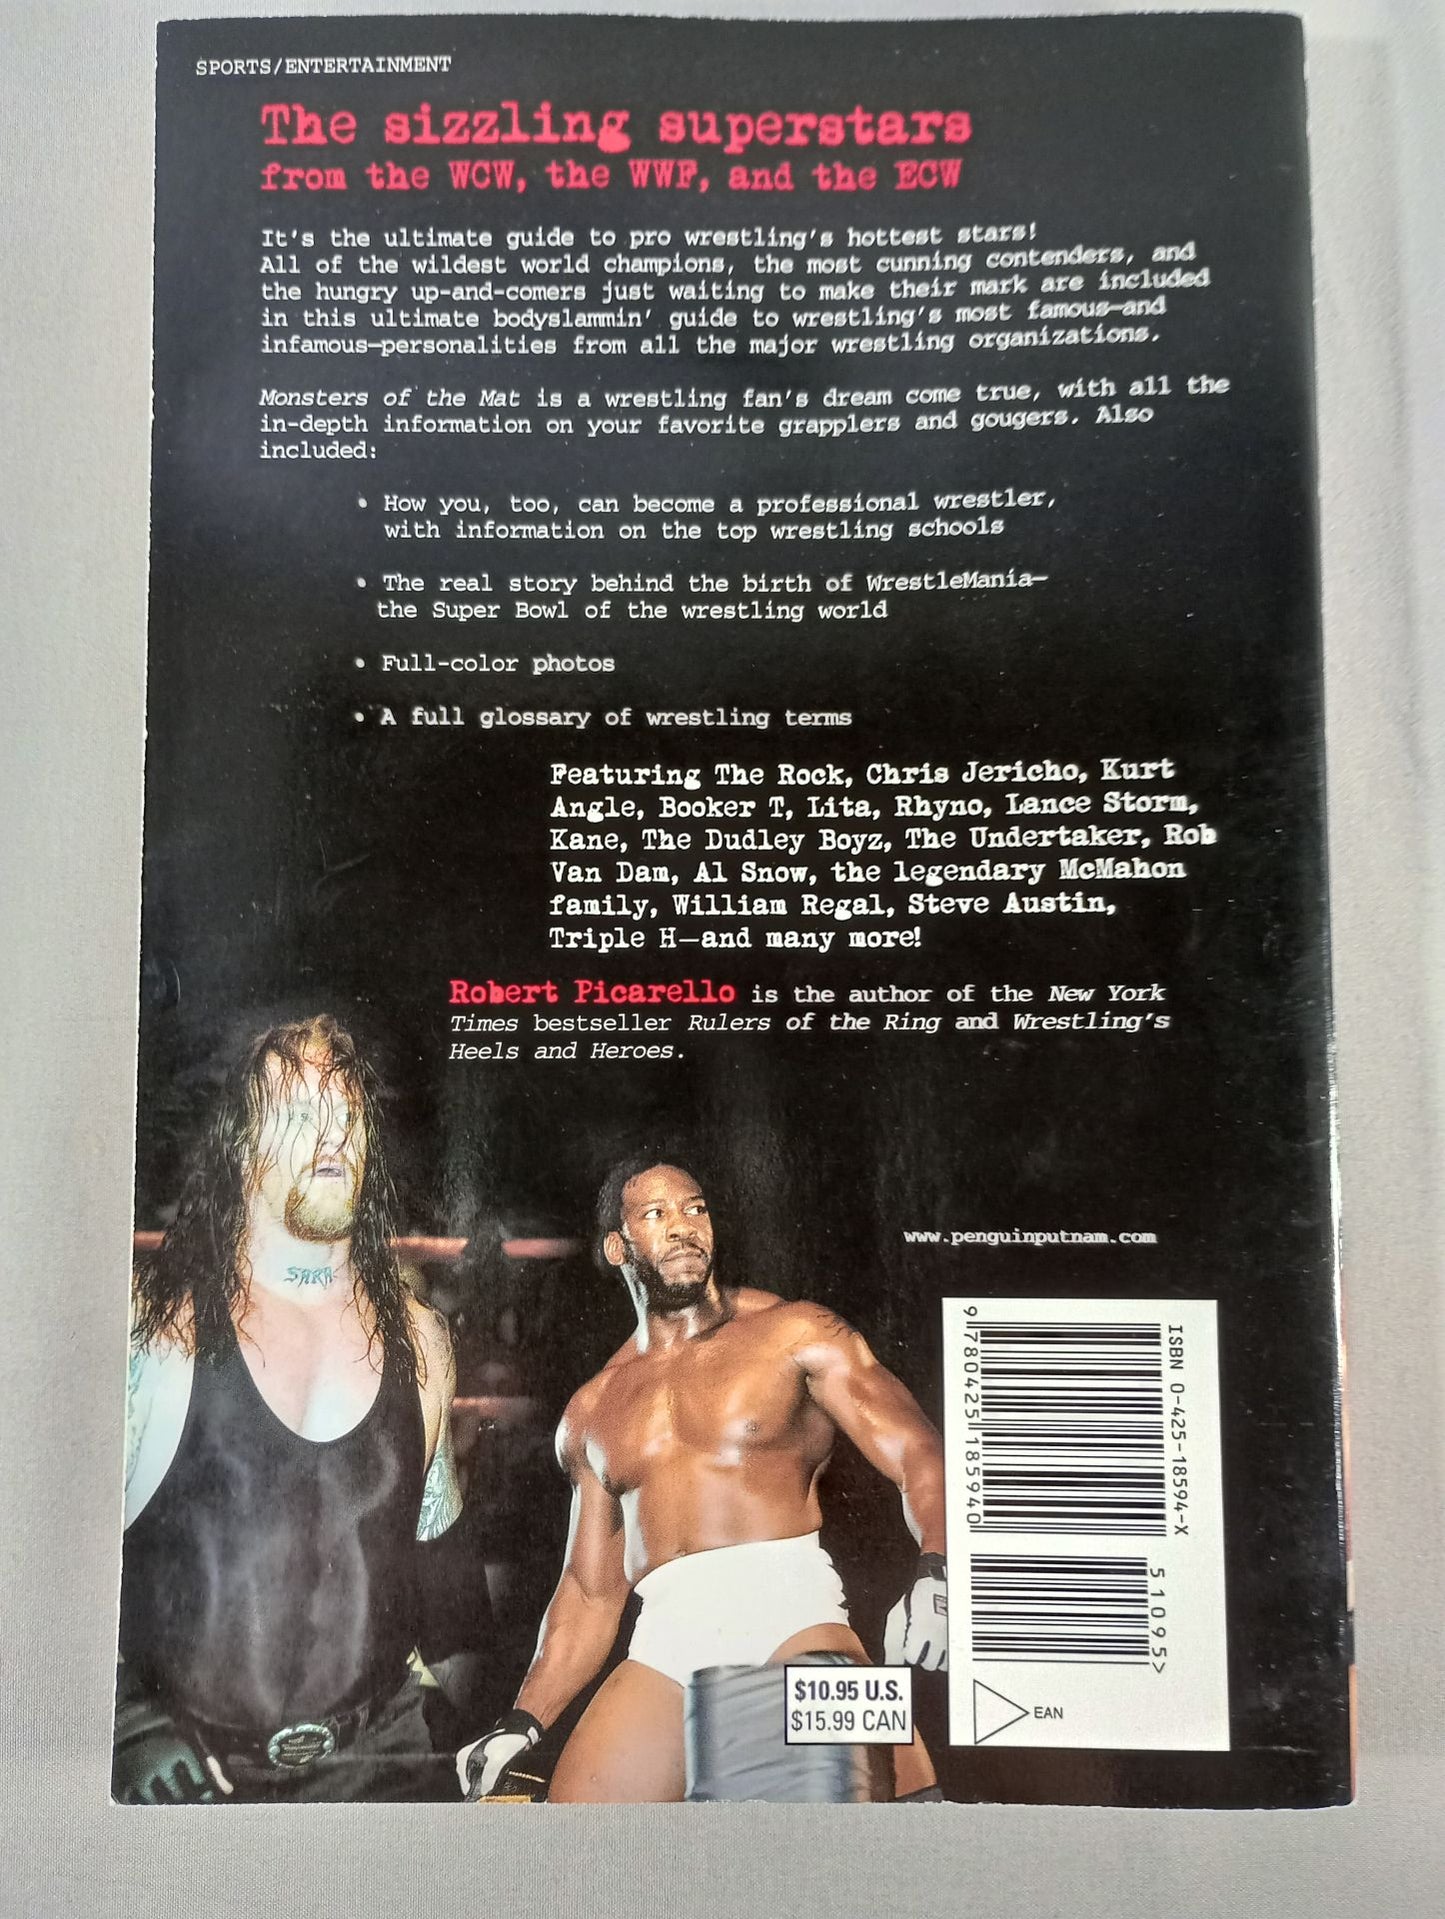 SPORTS/ENTERTAINMENT
The sizzling superstars
from the WCW, the WWF, and the ECW
It's the ultimate guide to pro wrestling's hottest stars!
All of the wildest world champions, the most cunning contenders, and
the hungry up-and-comers just waiting to make their mark are included
in this ultimate bodyslammin' guide to wrestling's most famous—and
infamous—personalities from all the major wrestling organizations.
Monsters of the Mat is a wrestling fan's dream come true, with all the
in-depth information on your favorite grapplers and gougers. Also
included:
• How you, too, can become a professional wrestler,
with information on the top wrestling schools
• The real story behind the birth of WrestleMania—
the Super Bowl of the wrestling world
• Full-color photos
• A full glossary of wrestling terms
Featuring The Rock, Chris Jericho, Kurt
Angle, Booker T, Lita, Rhyno, Lance Storm,
Kane, The Dudley Boyz, The Undertaker, Rob
Van Dam, Al Snow, the legendary McMahon
family, William Regal, Steve Austin,
Triple H—and many more!
Robert Picarello is the author of the New York
Times bestseller Rulers of the Ring and Wrestling's
Heels and Heroes.
SARA
www.penguinputnam.com
ISBN 0-425-18594-X
9 780425 185940
51095>
EAN
$10.95 U.S.
$15.99 CAN